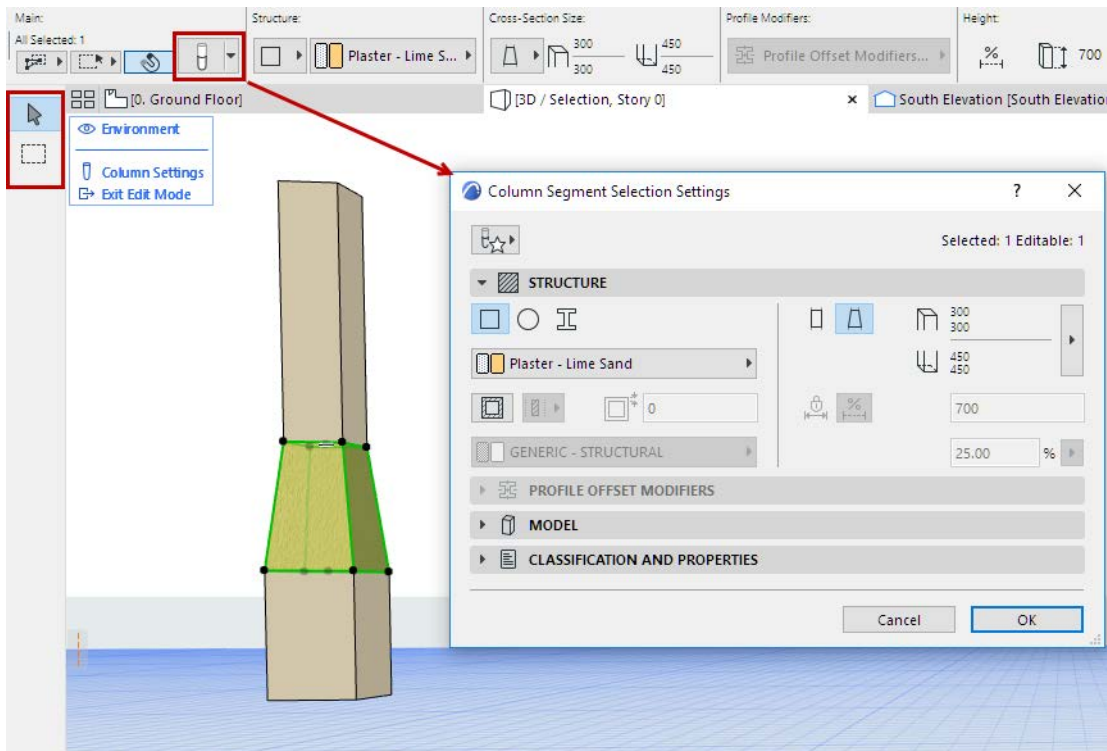 Main:
Structure:
Cross-Section Size:
Profile Modifiers:
Height:
All Selected: 1
Plaster - Lime S...
300
300
450
450
Profile Offset Modifiers...
%
700
[0. Ground Floor]
[3D / Selection, Story 0]
South Elevation [South Elevatio
Environment
Column Settings
Exit Edit Mode
Column Segment Selection Settings
?
Selected: 1 Editable: 1
STRUCTURE
300
300
Plaster - Lime Sand
450
450
0
%
700
GENERIC - STRUCTURAL
25.00
%
PROFILE OFFSET MODIFIERS
MODEL
CLASSIFICATION AND PROPERTIES
Cancel
OK